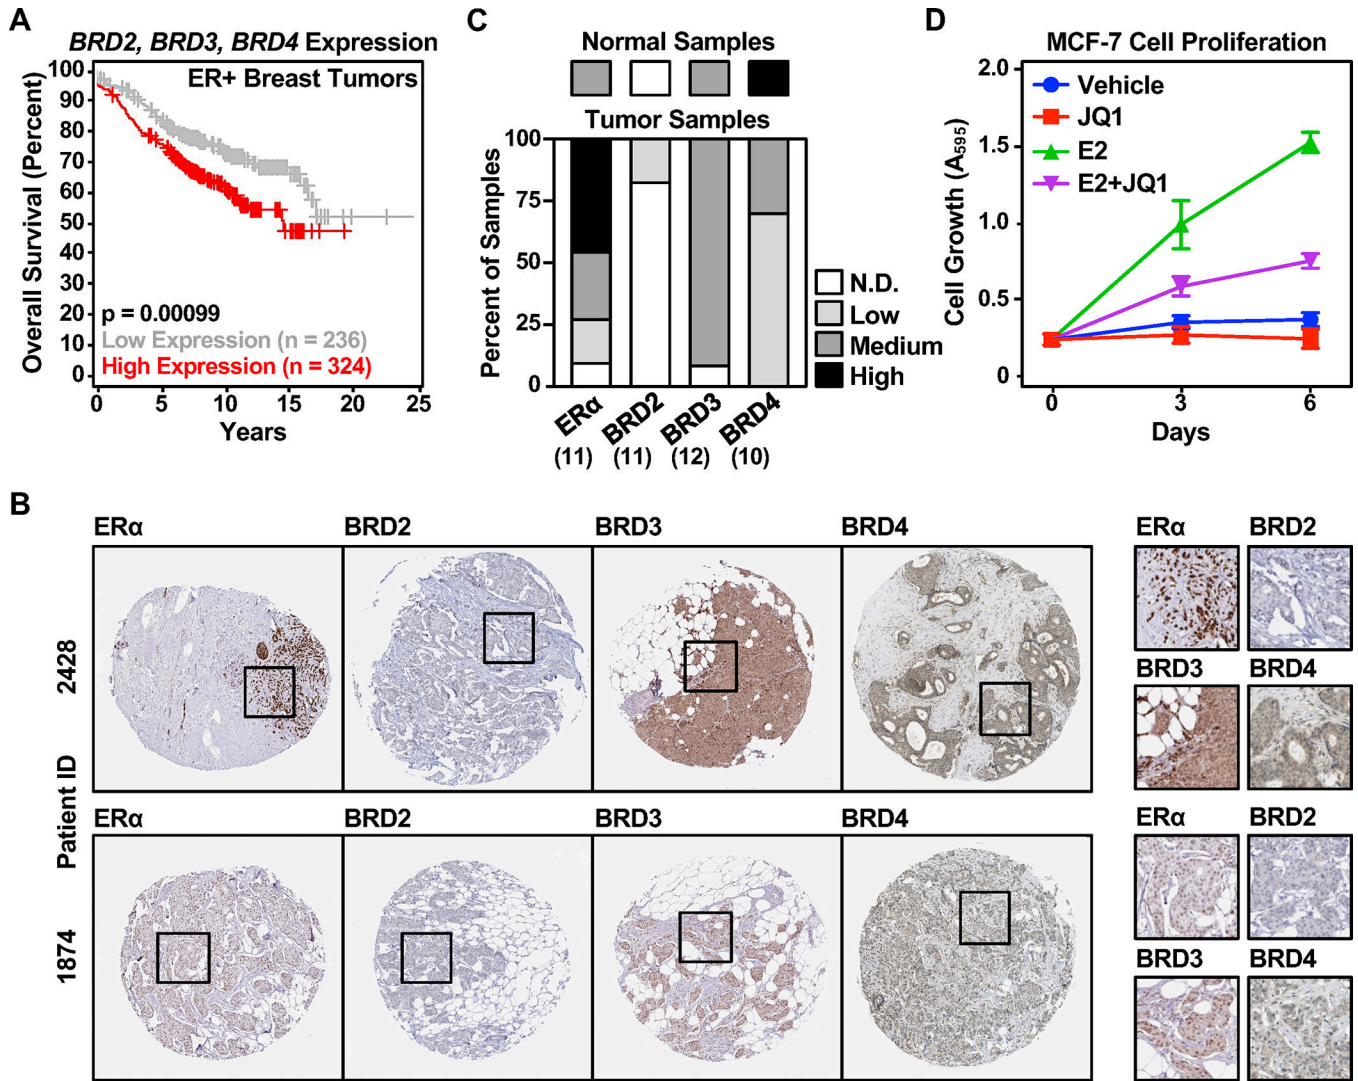 A
BRD2, BRD3, BRD4 Expression
ER+ Breast Tumors
Overall Survival (Percent)
100
90
80
70
60
50
40
30
20
10
0
p = 0.00099
Low Expression (n = 236)
High Expression (n = 324)
0 5 10 15 20 25
Years
C
Normal Samples
Tumor Samples
Percent of Samples
100
75
50
25
0
N.D.
Low
Medium
High
ERα BRD2 BRD3 BRD4
(11) (11) (12) (10)
D
MCF-7 Cell Proliferation
Cell Growth (A595)
2.0
1.5
1.0
0.5
0
Vehicle
JQ1
E2
E2+JQ1
0 3 6
Days
B
Patient ID
2428
ERα BRD2 BRD3 BRD4
ERα BRD2
BRD3 BRD4
1874
ERα BRD2 BRD3 BRD4
ERα BRD2
BRD3 BRD4